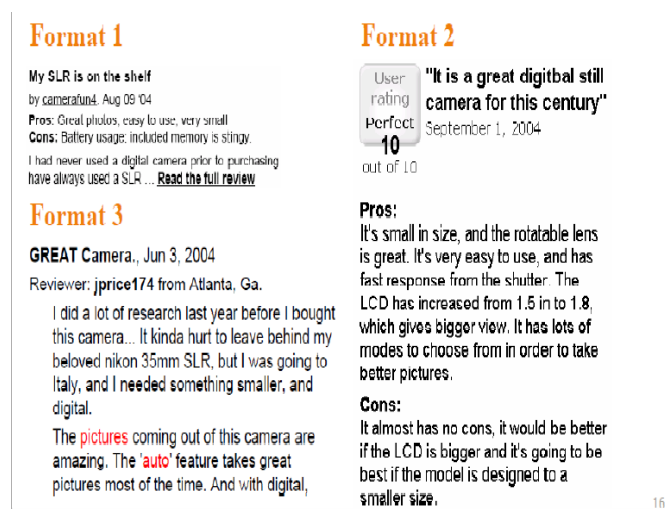 Format 1
My SLR is on the shelf
by camerafun4. Aug 09 '04
Pros: Great photos, easy to use, very small
Cons: Battery usage; included memory is stingy.
I had never used a digital camera prior to purchasing
have always used a SLR ... Read the full review
Format 3
GREAT Camera., Jun 3, 2004
Reviewer: jprice174 from Atlanta, Ga.
I did a lot of research last year before I bought
this camera... It kinda hurt to leave behind my
beloved nikon 35mm SLR, but I was going to
Italy, and I needed something smaller, and
digital.
The pictures coming out of this camera are
amazing. The 'auto' feature takes great
pictures most of the time. And with digital,
Format 2
User
rating
Perfect
10
out of 10
"It is a great digitbal still
camera for this century"
September 1, 2004
Pros:
It's small in size, and the rotatable lens
is great. It's very easy to use, and has
fast response from the shutter. The
LCD has increased from 1.5 in to 1.8,
which gives bigger view. It has lots of
modes to choose from in order to take
better pictures.
Cons:
It almost has no cons, it would be better
if the LCD is bigger and it's going to be
best if the model is designed to a
smaller size.
16